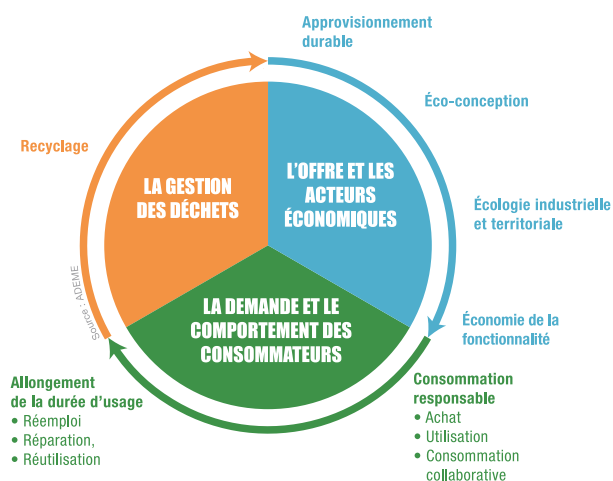 Approvisionnement
durable
Éco-conception
Écologie industrielle
et territoriale
Économie de la
fonctionnalité
L'OFFRE ET LES
ACTEURS
ÉCONOMIQUES
Consommation
responsable
• Achat
• Utilisation
• Consommation
collaborative
LA DEMANDE ET LE
COMPORTEMENT DES
CONSOMMATEURS
Allongement
de la durée d'usage
• Réemploi
• Réparation,
• Réutilisation
Recyclage
LA GESTION
DES DÉCHETS
Source : ADEME